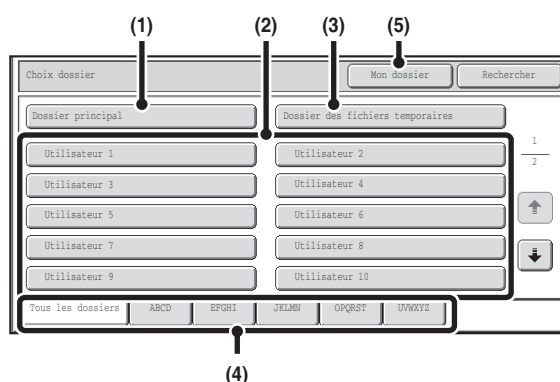 (1) (2) (3) (5)
Choix dossier Mon dossier Rechercher
Dossier principal Dossier des fichiers temporaires
Utilisateur 1 Utilisateur 2 1
Utilisateur 3 Utilisateur 4 2
Utilisateur 5 Utilisateur 6
Utilisateur 7 Utilisateur 8
Utilisateur 9 Utilisateur 10
Tous les dossiers ABCD EFGHI JKLMN OPQRST UVWXYZ
(4)